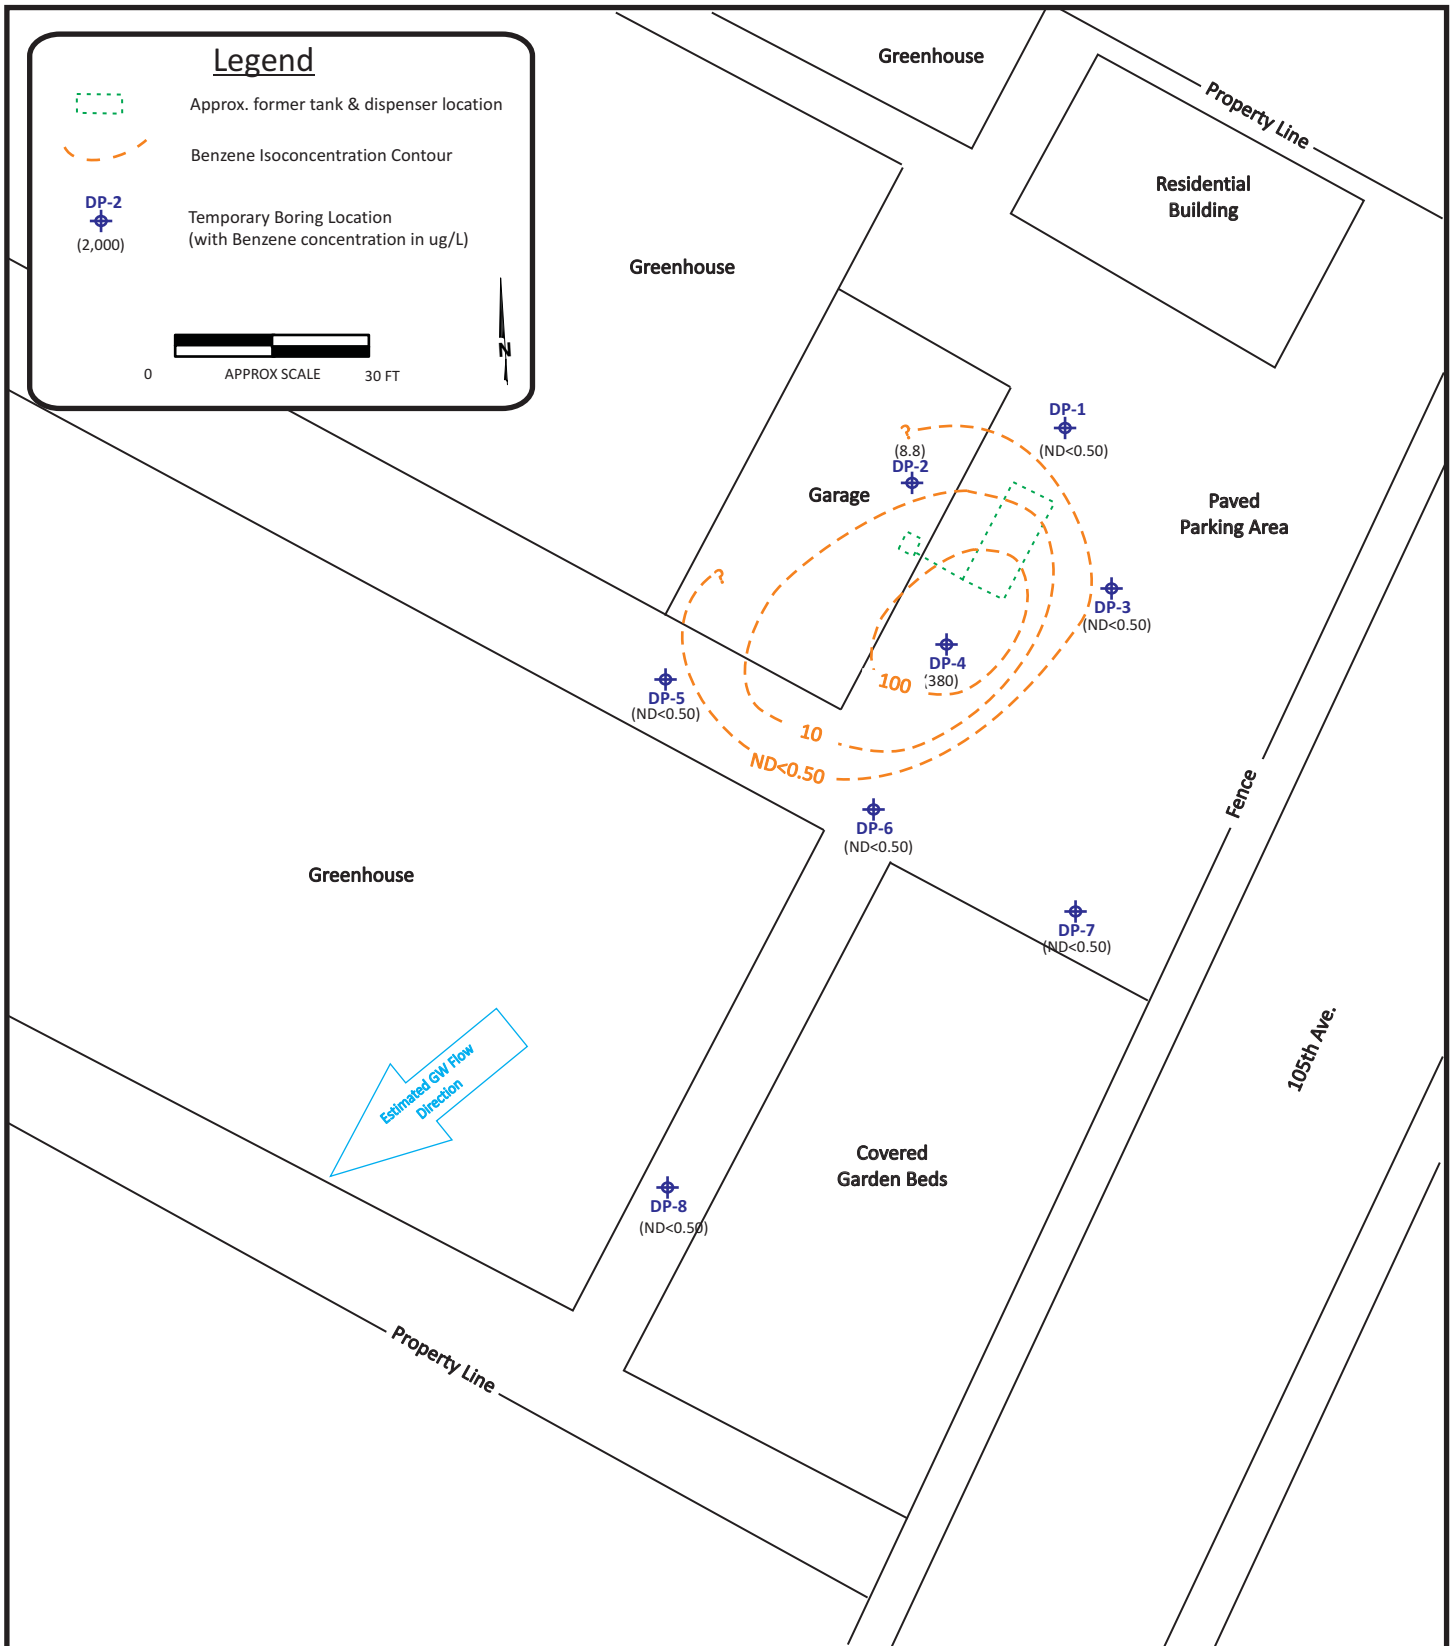 Legend
Approx. former tank & dispenser location
Benzene Isoconcentration Contour
DP-2
(2,000)
Temporary Boring Location
(with Benzene concentration in ug/L)
N
0
APPROX SCALE
30 FT
Greenhouse
Property Line
Residential
Building
Greenhouse
DP-1
(ND<0.50)
?
(8.8)
DP-2
Garage
Paved
Parking Area
?
DP-3
(ND<0.50)
DP-4
(380)
100
DP-5
(ND<0.50)
10
ND<0.50
Fence
DP-6
(ND<0.50)
Greenhouse
DP-7
(ND<0.50)
Estimated GW Flow
Direction
105th Ave.
Covered
Garden Beds
DP-8
(ND<0.50)
Property Line